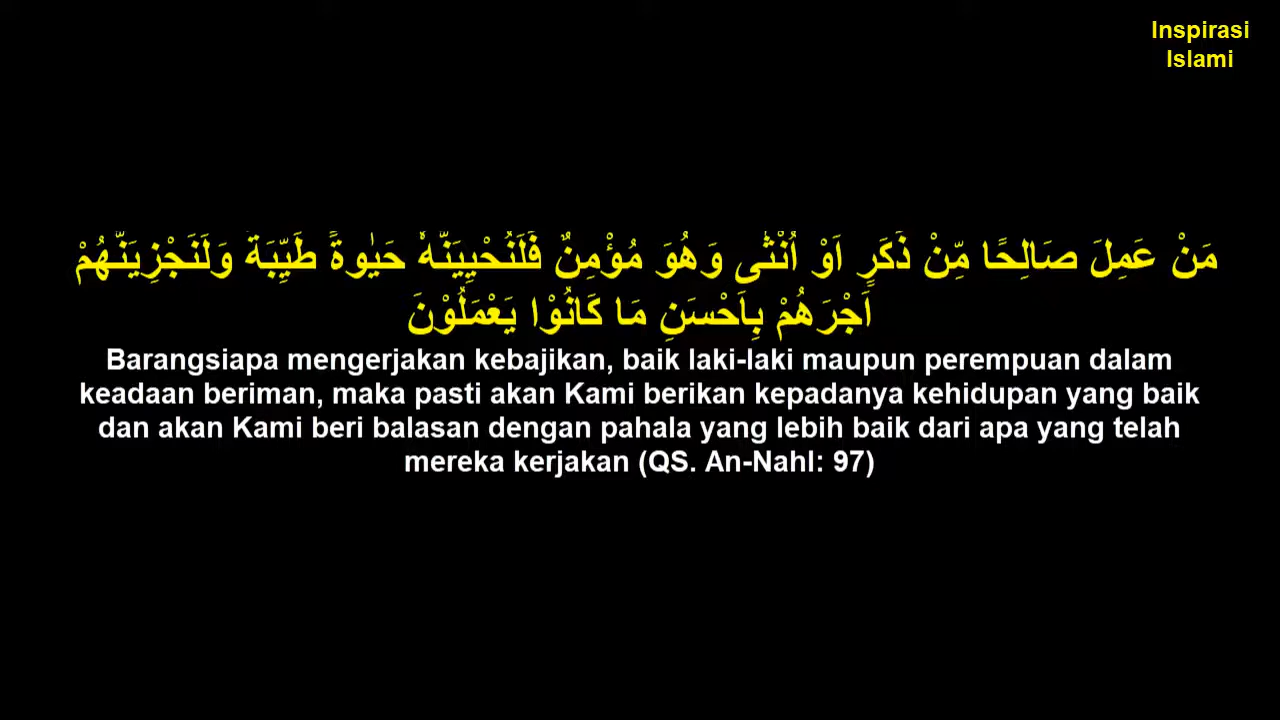 Inspirasi
Islami
مَنْ عَمِلَ صَالِحًا مِّنْ ذَكَرٍ اَوْ اُنْثٰى وَهُوَ مُؤْمِنٌ فَلَنُحْيِيَنَّهٗ حَيٰوةً طَيِّبَةً وَلَنَجْزِيَنَّهُمْ
اَجْرَهُمْ بِاَحْسَنِ مَا كَانُوْا يَعْمَلُوْنَ
Barangsiapa mengerjakan kebajikan, baik laki-laki maupun perempuan dalam
keadaan beriman, maka pasti akan Kami berikan kepadanya kehidupan yang baik
dan akan Kami beri balasan dengan pahala yang lebih baik dari apa yang telah
mereka kerjakan (QS. An-Nahl: 97)